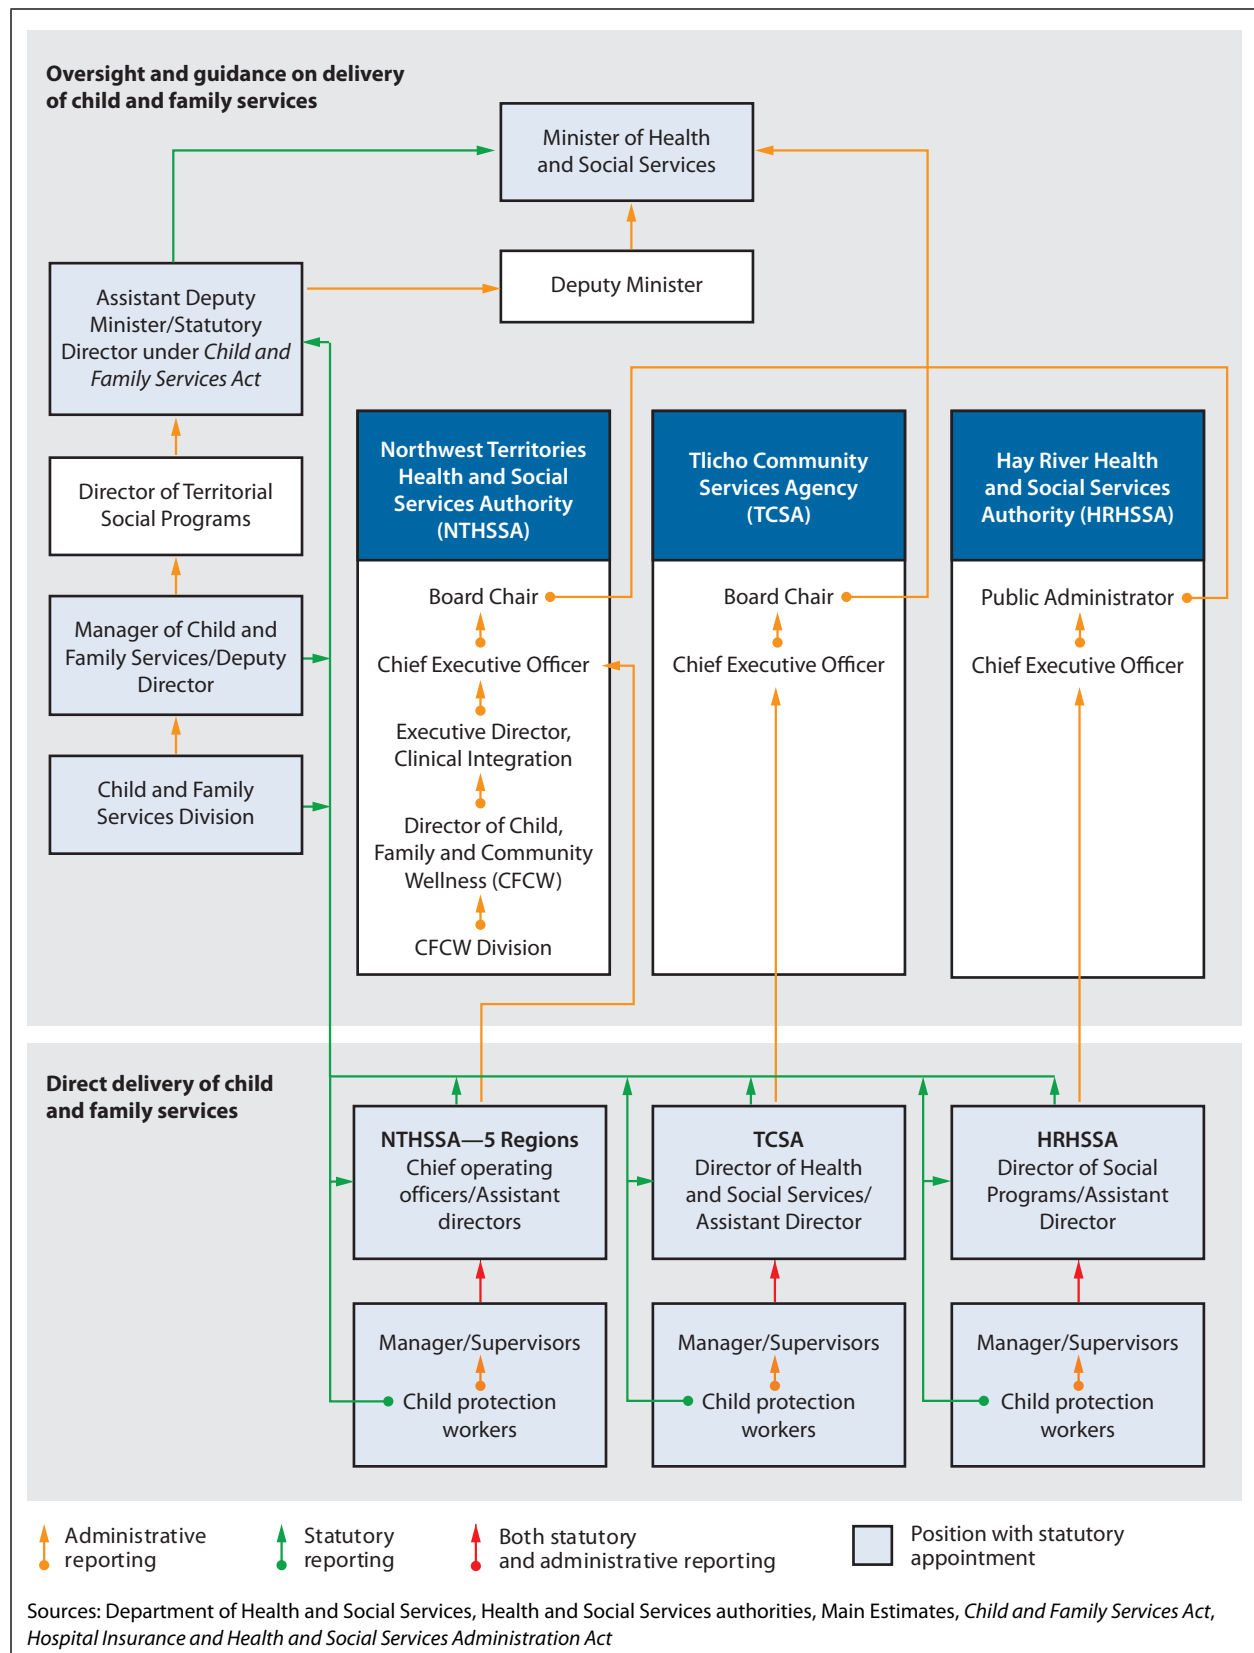 Oversight and guidance on delivery
of child and family services
Minister of Health
and Social Services
Deputy Minister
Assistant Deputy
Minister/Statutory
Director under Child and
Family Services Act
Director of Territorial
Social Programs
Manager of Child and
Family Services/Deputy
Director
Child and Family
Services Division
Northwest Territories
Health and Social
Services Authority
(NTHSSA)
Board Chair
Chief Executive Officer
Executive Director,
Clinical Integration
Director of Child,
Family and Community
Wellness (CFCW)
CFCW Division
Tlicho Community
Services Agency
(TCSA)
Board Chair
Chief Executive Officer
Hay River Health
and Social Services
Authority (HRHSSA)
Public Administrator
Chief Executive Officer
Direct delivery of child
and family services
NTHSSA—5 Regions
Chief operating
officers/Assistant
directors
Manager/Supervisors
Child protection
workers
TCSA
Director of Health
and Social Services/
Assistant Director
Manager/Supervisors
Child protection
workers
HRHSSA
Director of Social
Programs/Assistant
Director
Manager/Supervisors
Child protection
workers
Administrative
reporting
Statutory
reporting
Both statutory
and administrative reporting
Position with statutory
appointment
Sources: Department of Health and Social Services, Health and Social Services authorities, Main Estimates, Child and Family Services Act,
Hospital Insurance and Health and Social Services Administration Act